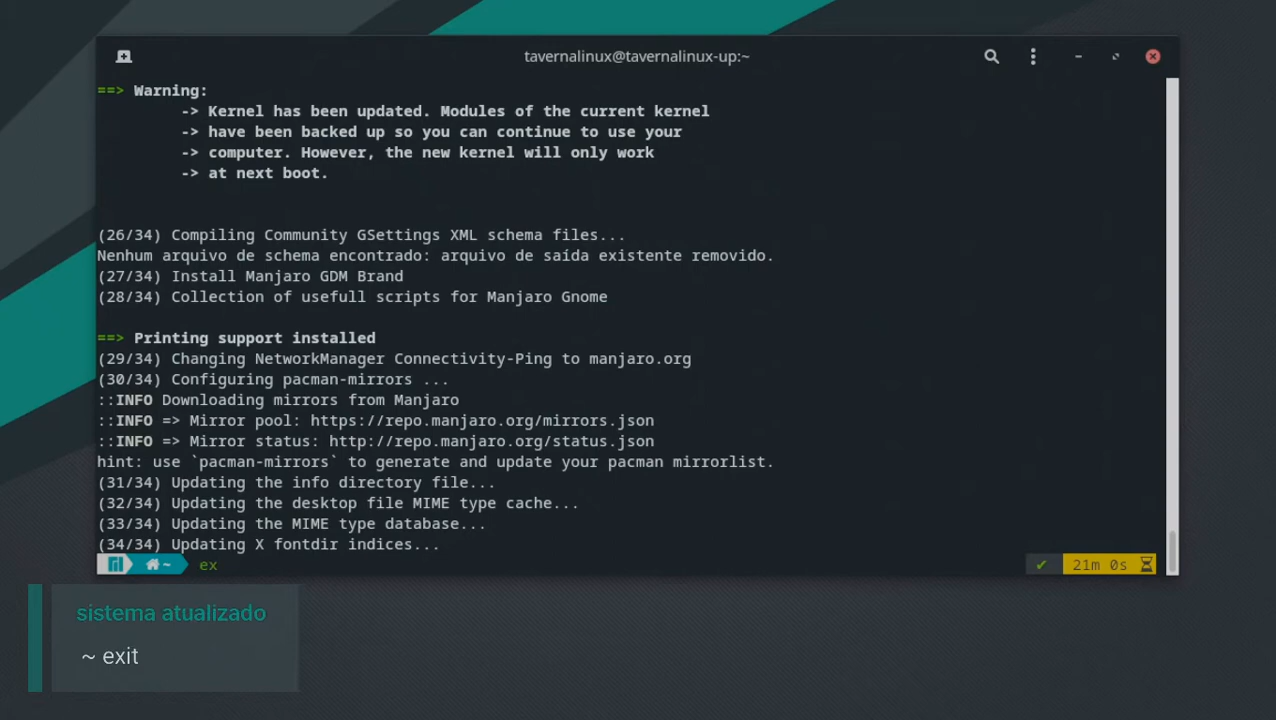 tavernalinux@tavernalinux-up:~
==> Warning:
-> Kernel has been updated. Modules of the current kernel
-> have been backed up so you can continue to use your
-> computer. However, the new kernel will only work
-> at next boot.
(26/34) Compiling Community GSettings XML schema files...
Nenhum arquivo de schema encontrado: arquivo de saída existente removido.
(27/34) Install Manjaro GDM Brand
(28/34) Collection of usefull scripts for Manjaro Gnome
==> Printing support installed
(29/34) Changing NetworkManager Connectivity-Ping to manjaro.org
(30/34) Configuring pacman-mirrors ...
::INFO Downloading mirrors from Manjaro
::INFO => Mirror pool: https://repo.manjaro.org/mirrors.json
::INFO => Mirror status: http://repo.manjaro.org/status.json
hint: use `pacman-mirrors` to generate and update your pacman mirrorlist.
(31/34) Updating the info directory file...
(32/34) Updating the desktop file MIME type cache...
(33/34) Updating the MIME type database...
(34/34) Updating X fontdir indices...
~ ex ✔ 21m 0s
sistema atualizado
~ exit